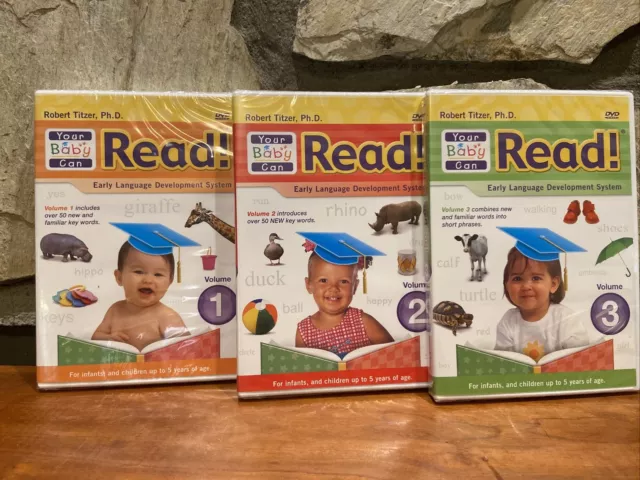 Robert Titzer, Ph.D.
DVD
Your
Baby
Can
Read!
Early Language Development System
Volume 1 includes
over 50 new and
familiar key words.
giraffe
hippo
keys
Volume
1
For infants, and children up to 5 years of age.
Robert Titzer, Ph.D.
DVD
Your
Baby
Can
Read!
Early Language Development System
Volume 2 introduces
over 50 NEW key words.
run
rhino
duck
ball
happy
Volume
2
For infants, and children up to 5 years of age.
Robert Titzer, Ph.D.
DVD
Your
Baby
Can
Read!®
Early Language Development System
Volume 3 combines new
and familiar words into
short phrases.
walking
shoes
calf
turtle
red
Volume
3
For infants, and children up to 5 years of age.